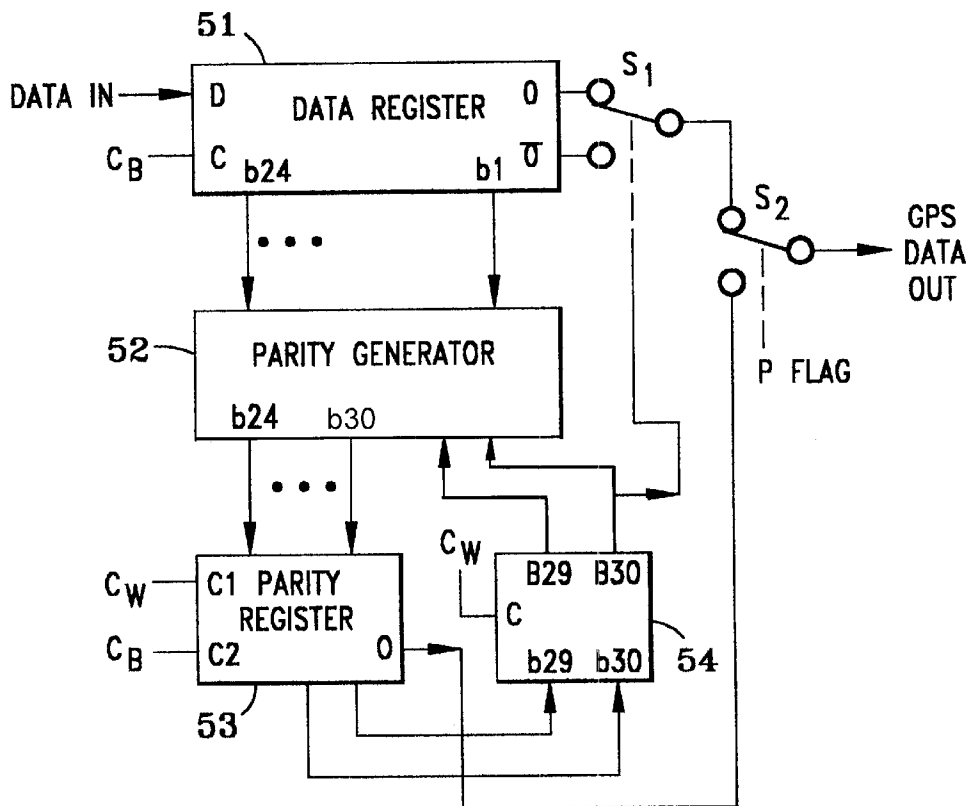 51
DATA IN
D
DATA REGISTER
0
S1
CB
C
b24
b1
0̅
S2
GPS
DATA
OUT
52
PARITY GENERATOR
P FLAG
b24
b30
CW
C1
PARITY
REGISTER
CB
C2
0
53
CW
B29
B30
C
b29
b30
54